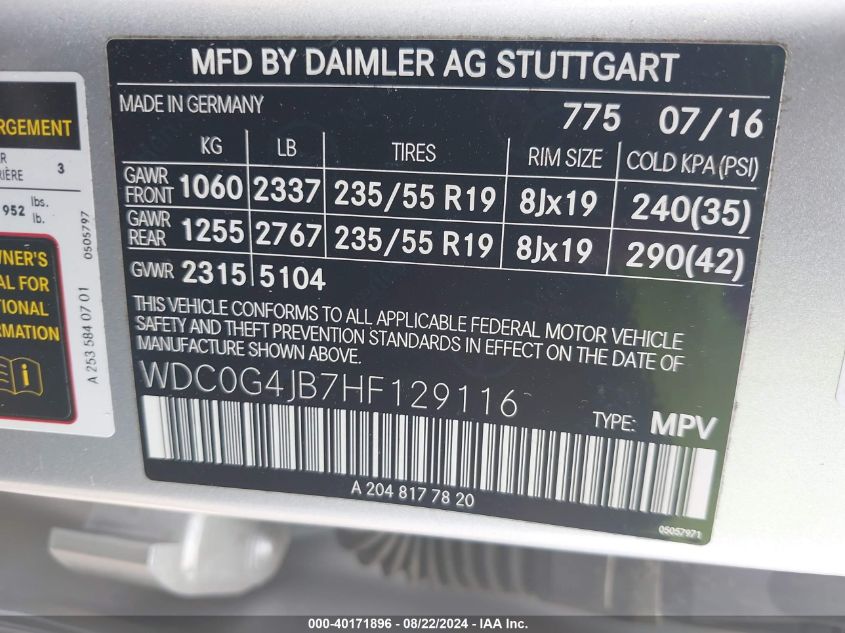 MFD BY DAIMLER AG STUTTGART
MADE IN GERMANY 775 07/16
KG LB TIRES RIM SIZE COLD KPA(PSI)
GAWR FRONT 1060 2337 235/55 R19 8Jx19 240(35)
GAWR REAR 1255 2767 235/55 R19 8Jx19 290(42)
GVWR 2315 5104
THIS VEHICLE CONFORMS TO ALL APPLICABLE FEDERAL MOTOR VEHICLE
SAFETY AND THEFT PREVENTION STANDARDS IN EFFECT ON THE DATE OF
MANUFACTURE SHOWN ABOVE.
WDC0G4JB7HF129116
TYPE: MPV
A 204 817 78 20
05057971
RGEMENT
3
952 lbs.
lb.
0505797
WNER'S
AL FOR
TIONAL
RMATION
A 253 584 07 01
000-40171896 - 08/22/2024 - IAA Inc.